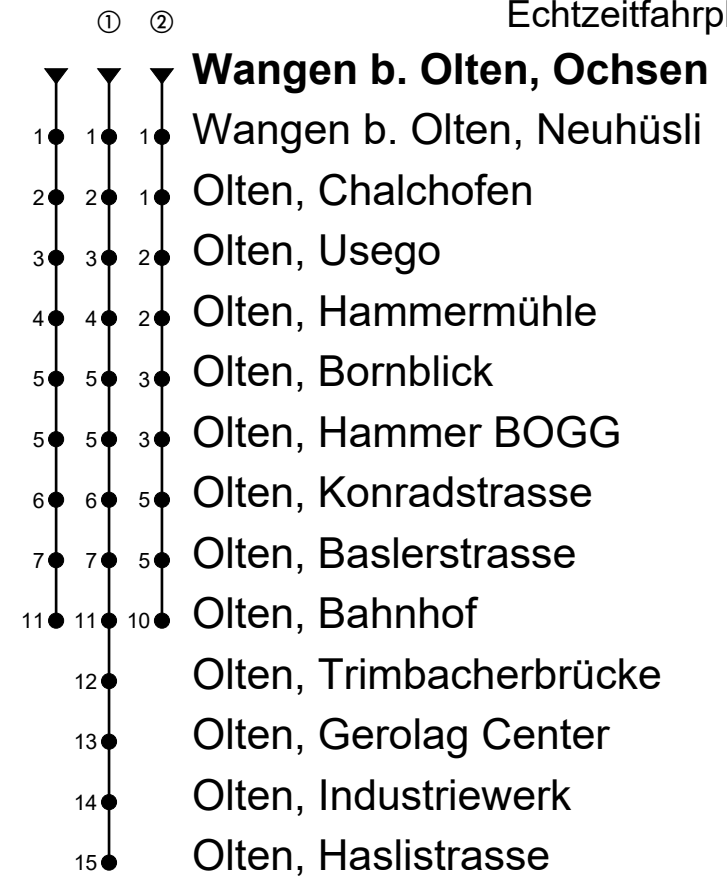 ① ② Echtzeitfahrpl
Wangen b. Olten, Ochsen
1 1 1 Wangen b. Olten, Neuhüsli
2 2 1 Olten, Chalchofen
3 3 2 Olten, Usego
4 4 2 Olten, Hammermühle
5 5 3 Olten, Bornblick
5 5 3 Olten, Hammer BOGG
6 6 5 Olten, Konradstrasse
7 7 5 Olten, Baslerstrasse
11 11 10 Olten, Bahnhof
12 Olten, Trimbacherbrücke
13 Olten, Gerolag Center
14 Olten, Industriewerk
15 Olten, Haslistrasse